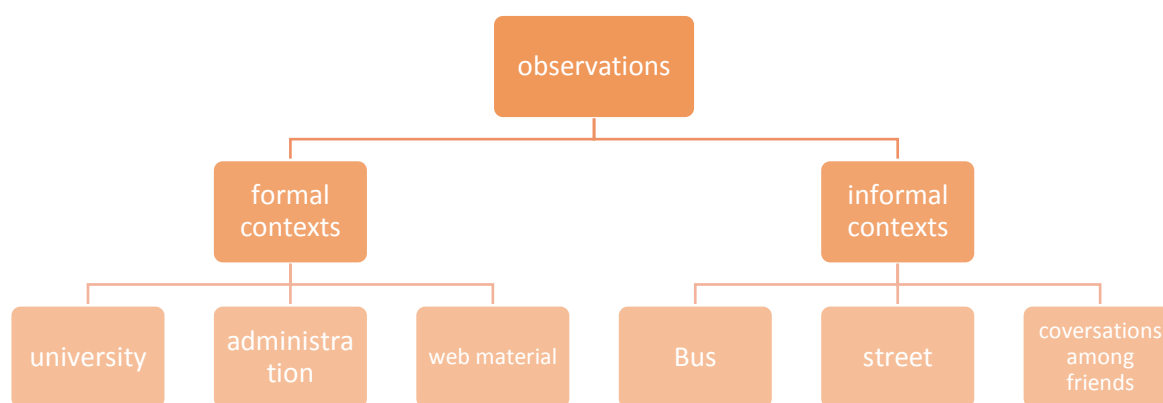 observations
formal
contexts
informal
contexts
university
administra
tion
web material
Bus
street
coversations
among
friends